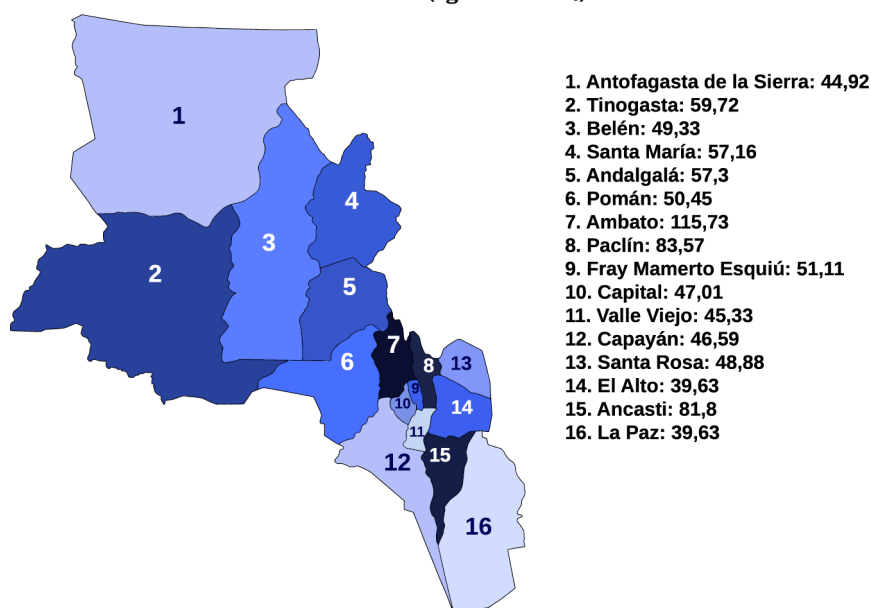 1. Antofagasta de la Sierra: 44,92
2. Tinogasta: 59,72
3. Belén: 49,33
4. Santa María: 57,16
5. Andalgalá: 57,3
6. Pomán: 50,45
7. Ambato: 115,73
8. Paclín: 83,57
9. Fray Mamerto Esquiú: 51,11
10. Capital: 47,01
11. Valle Viejo: 45,33
12. Capayán: 46,59
13. Santa Rosa: 48,88
14. El Alto: 39,63
15. Ancasti: 81,8
16. La Paz: 39,63
1
2
3
4
5
6
7
8
9
10
11
12
13
14
15
16